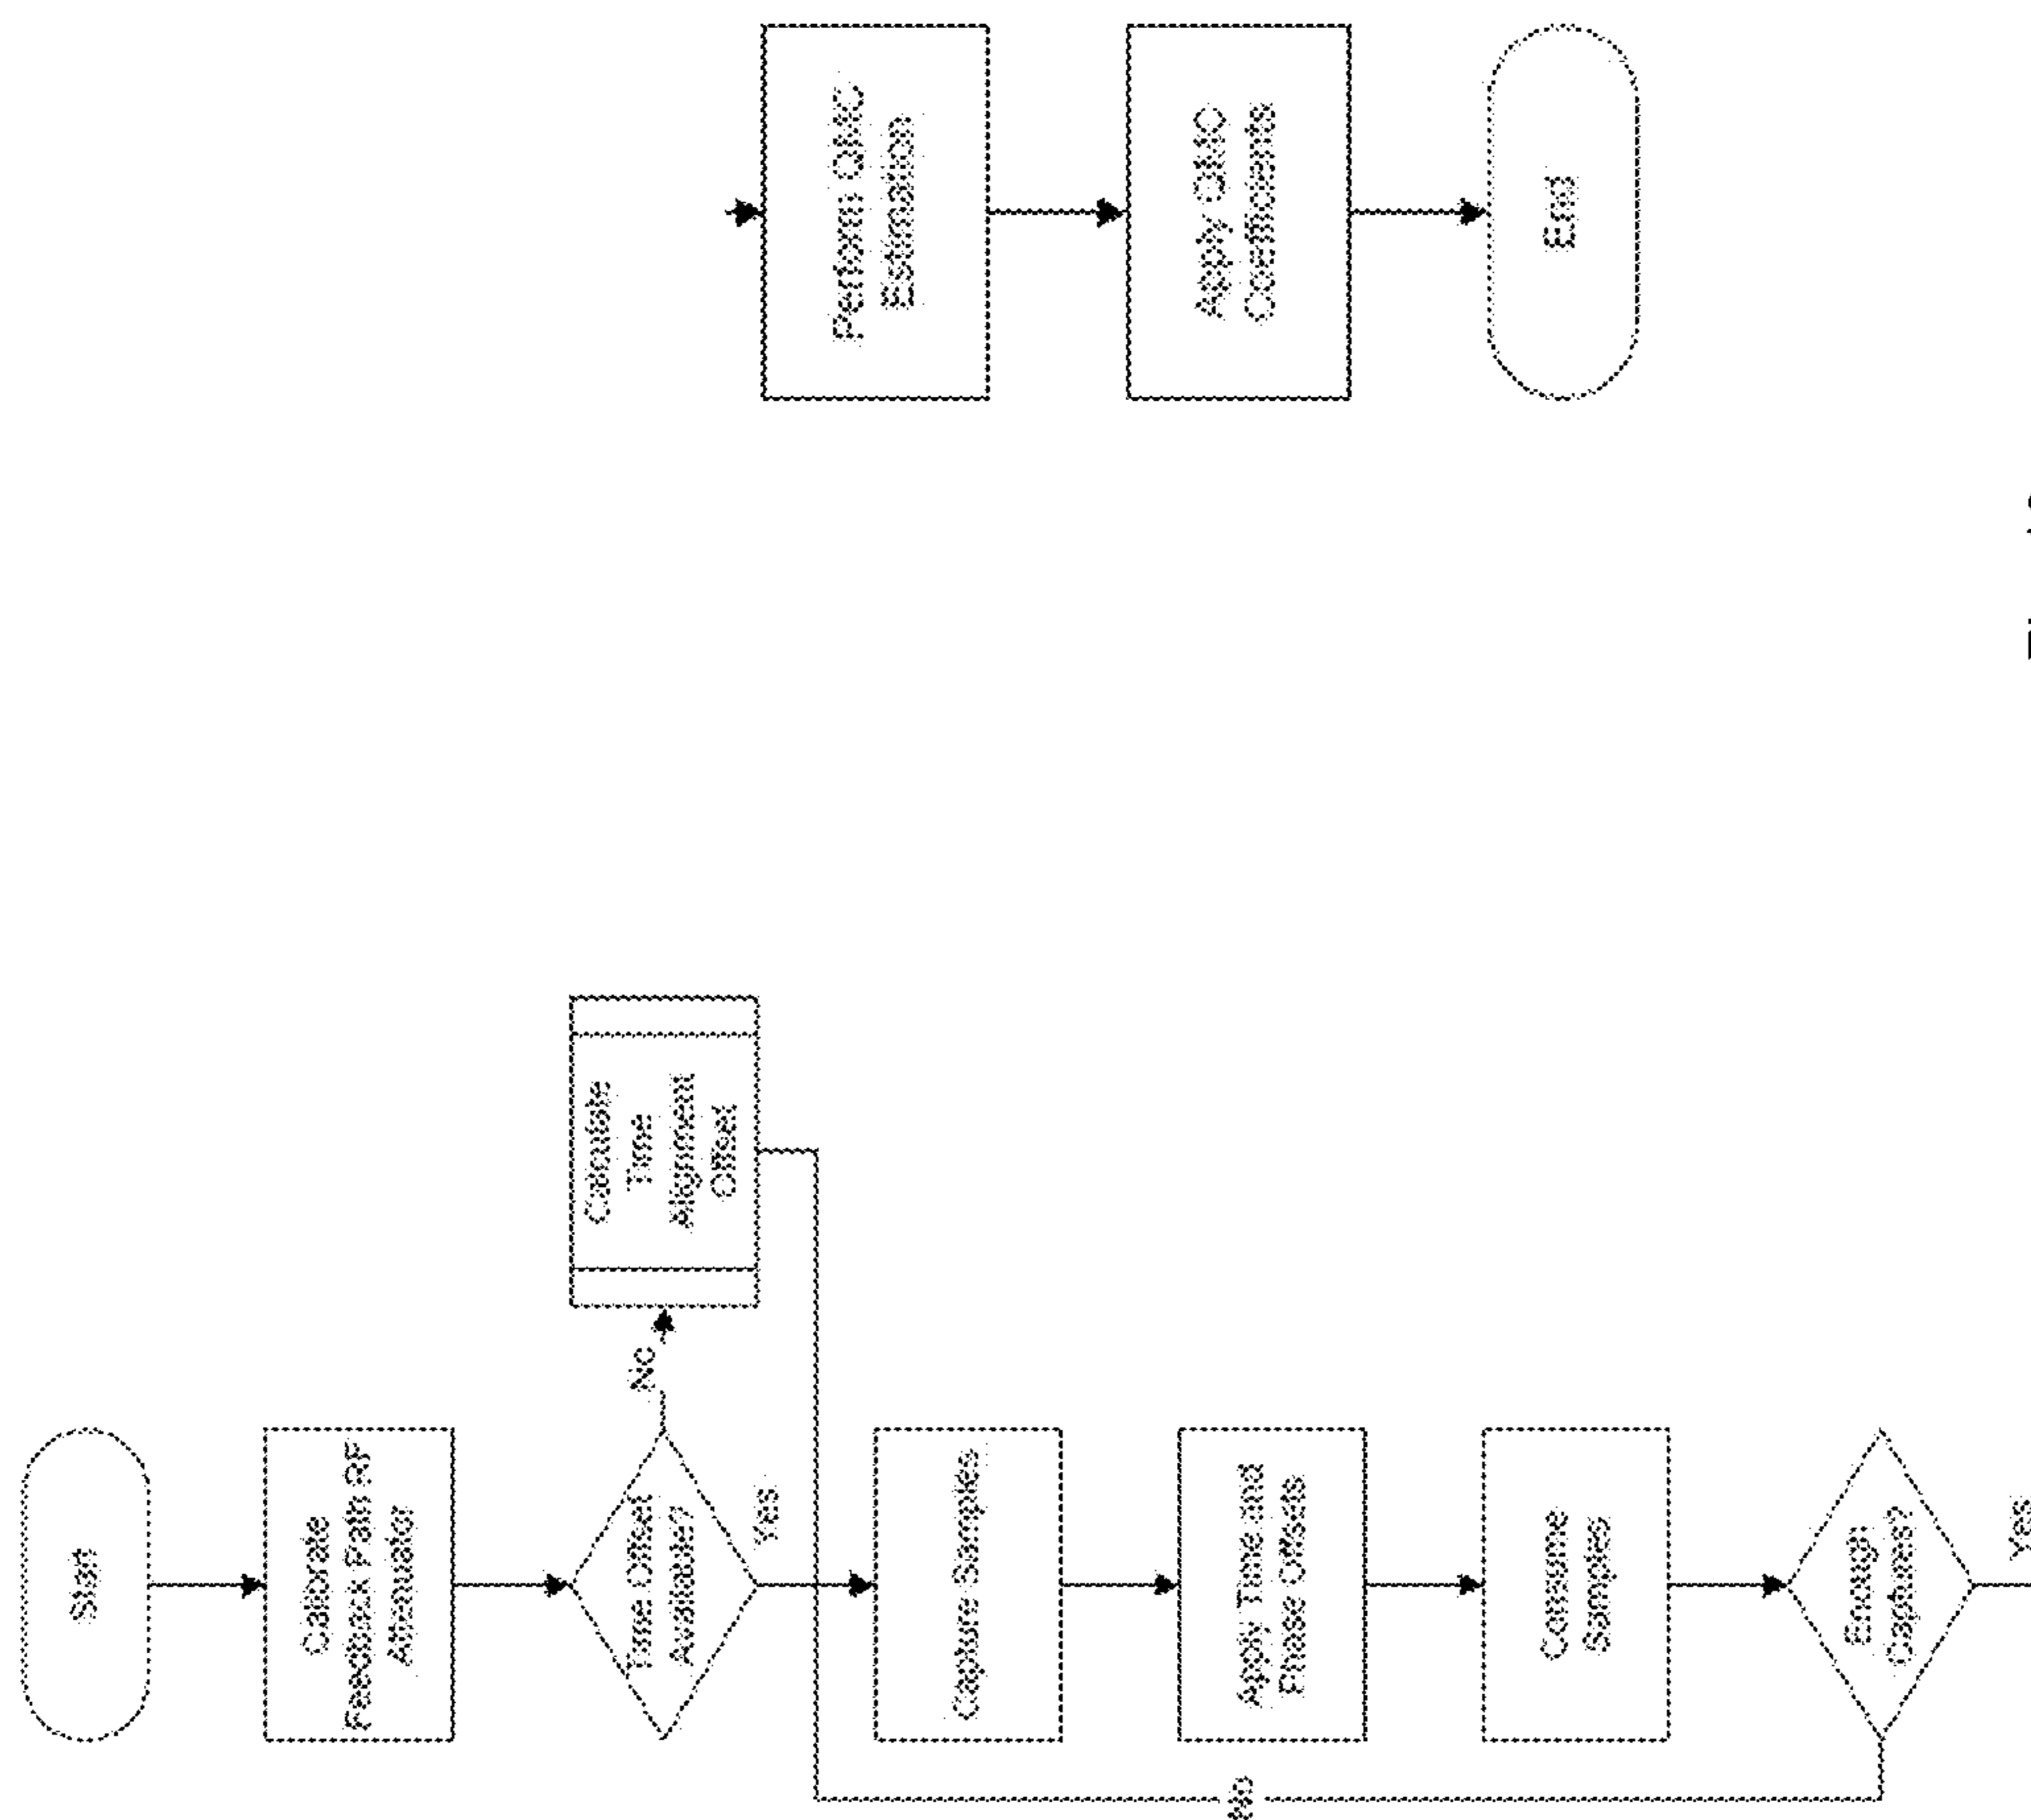 Start
Calibrate
Feedback Path RF
Attenuator
Time Offset
Available?
No
Calculate
Time
Alignment
Offset
Yes
Capture Samples
Apply Time and
Phase Offsets
Consume
Samples
Enough
Captures?
No
Yes
Perform QMC
Estimation
Apply QMC
Coefficients
End